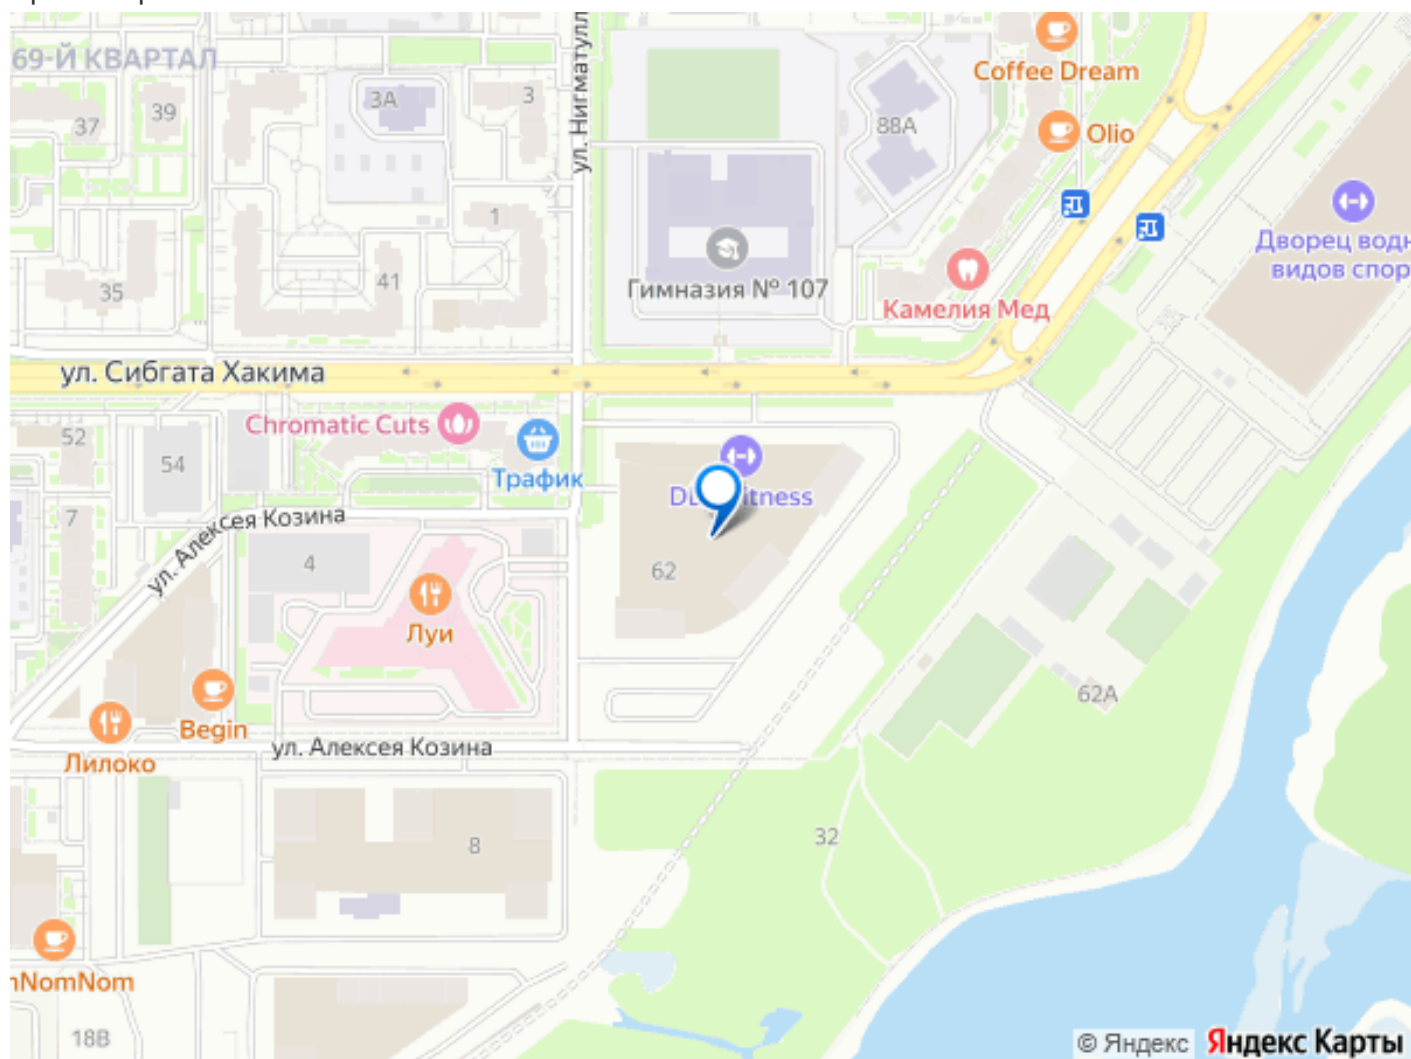 69-Й КВАРТАЛ
37
39
3А
3
ул. Нигматулл
88А
Coffee Dream
Olio
Дворец водн
видов спор
1
41
35
Гимназия № 107
Камелия Мед
ул. Сибгата Хакима
Chromatic Cuts
Трафик
52
54
7
ул. Алексея Козина
4
Луи
62
itness
62А
Begin
Лилоко
ул. Алексея Козина
8
32
nNomNom
18В
© Яндекс
Яндекс Карты